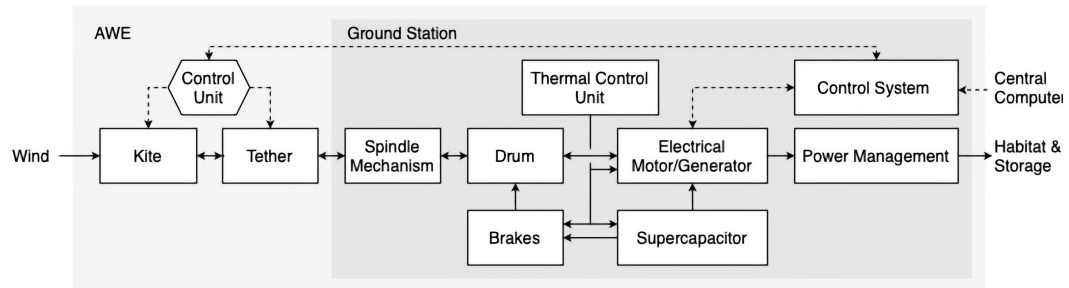 AWE
Ground Station
Control
Unit
Thermal Control
Unit
Control System
Central
Computer
Wind
Kite
Tether
Spindle
Mechanism
Drum
Electrical
Motor/Generator
Power Management
Habitat &
Storage
Brakes
Supercapacitor